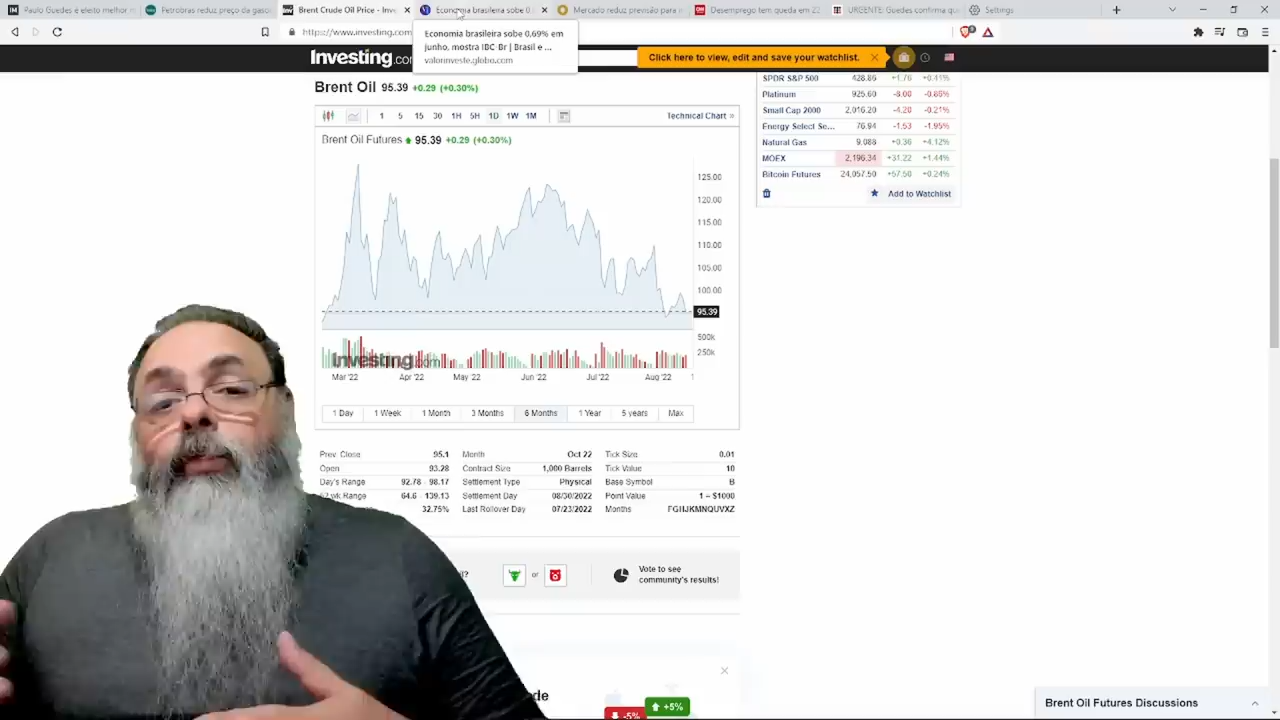 Paulo Guedes é eleito melhor m
Petrobras reduz preço da gasol
Brent Crude Oil Price - Inv
Economia brasileira sobe 0,
Mercado reduz previsão para i
Desemprego tem queda em 22
URGENTE! Guedes confirma qu
Settings
https://www.investing.com
Economia brasileira sobe 0,69% em
junho, mostra IBC Br | Brasil e ...
valorinveste.globo.com
Investing.co
Click here to view, edit and save your watchlist.
Brent Oil 95.39 +0.29 (+0.30%)
1 5 15 30 1H 5H 1D 1W 1M
Technical Chart »
Brent Oil Futures 95.39 +0.29 (+0.30%)
125.00
120.00
115.00
110.00
105.00
100.00
95.39
500k
250k
Investing.com
Mar '22 Apr '22 May '22 Jun '22 Jul '22 Aug '22 1
1 Day 1 Week 1 Month 3 Months 6 Months 1 Year 5 years Max
SPDR S&P 500 428.86 +1.76 +0.41%
Platinum 925.60 -8.00 -0.86%
Small Cap 2000 2,016.20 -4.20 -0.21%
Energy Select Se... 76.94 -1.53 -1.95%
Natural Gas 9.088 +0.36 +4.12%
MOEX 2,196.34 +31.22 +1.44%
Bitcoin Futures 24,057.50 +57.50 +0.24%
Add to Watchlist
Prev. Close 95.1 Month Oct 22 Tick Size 0.01
Open 93.28 Contract Size 1,000 Barrels Tick Value 10
Day's Range 92.78 - 98.17 Settlement Type Physical Base Symbol B
wk Range 64.6 - 139.13 Settlement Day 08/30/2022 Point Value 1 = $1000
32.75% Last Rollover Day 07/23/2022 Months FGHJKMNQUVXZ
or
Vote to see
community's results!
de
-5%
+5%
Brent Oil Futures Discussions